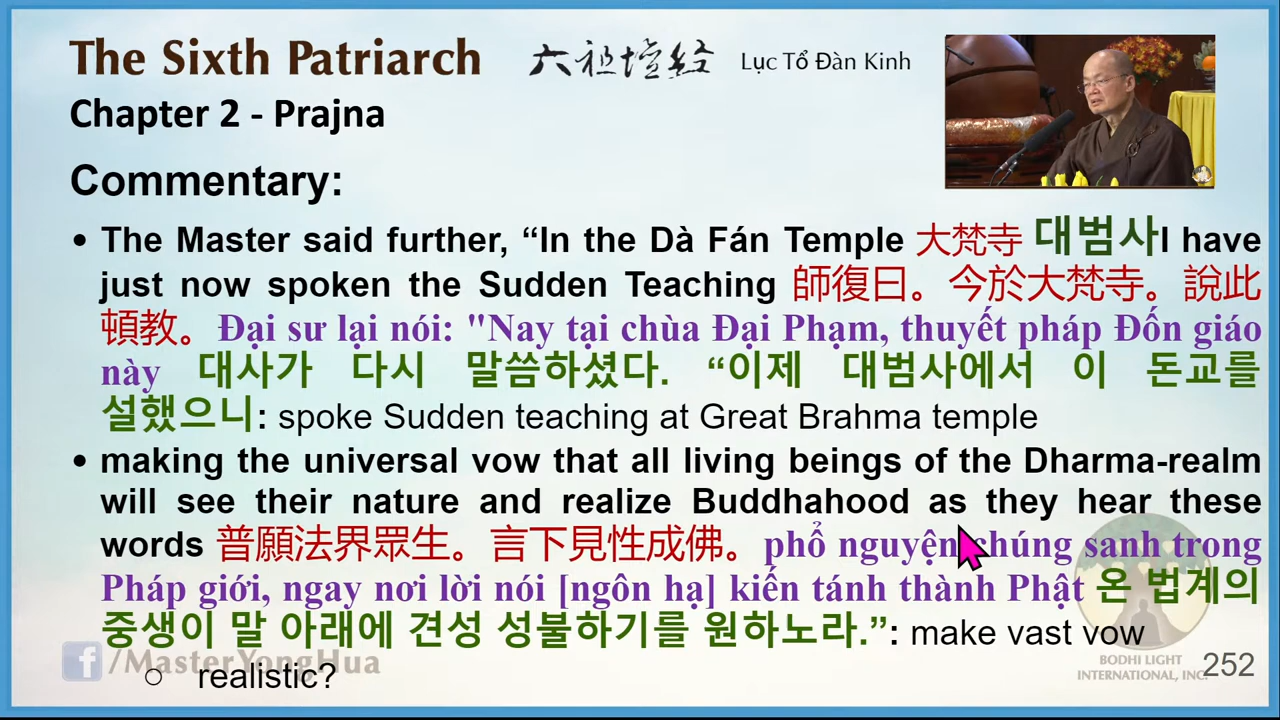 The Sixth Patriarch 六祖壇経 Lục Tổ Đàn Kinh
Chapter 2 - Prajna
Commentary:
• The Master said further, “In the Dà Fán Temple 大梵寺 대범사I have
just now spoken the Sudden Teaching 師復曰。今於大梵寺。說此
頓教。Đại sư lại nói: "Nay tại chùa Đại Phạm, thuyết pháp Đốn giáo
này 대사가 다시 말씀하셨다. “이제 대범사에서 이 돈교를
설했으니: spoke Sudden teaching at Great Brahma temple
• making the universal vow that all living beings of the Dharma-realm
will see their nature and realize Buddhahood as they hear these
words 普願法界眾生。言下見性成佛。phổ nguyện chúng sanh trong
Pháp giới, ngay nơi lời nói [ngôn hạ] kiến tánh thành Phật 온 법계의
중생이 말 아래에 견성 성불하기를 원하노라.”: make vast vow
/MasterYongHua
○ realistic?
BODHI LIGHT
INTERNATIONAL, INC.
252